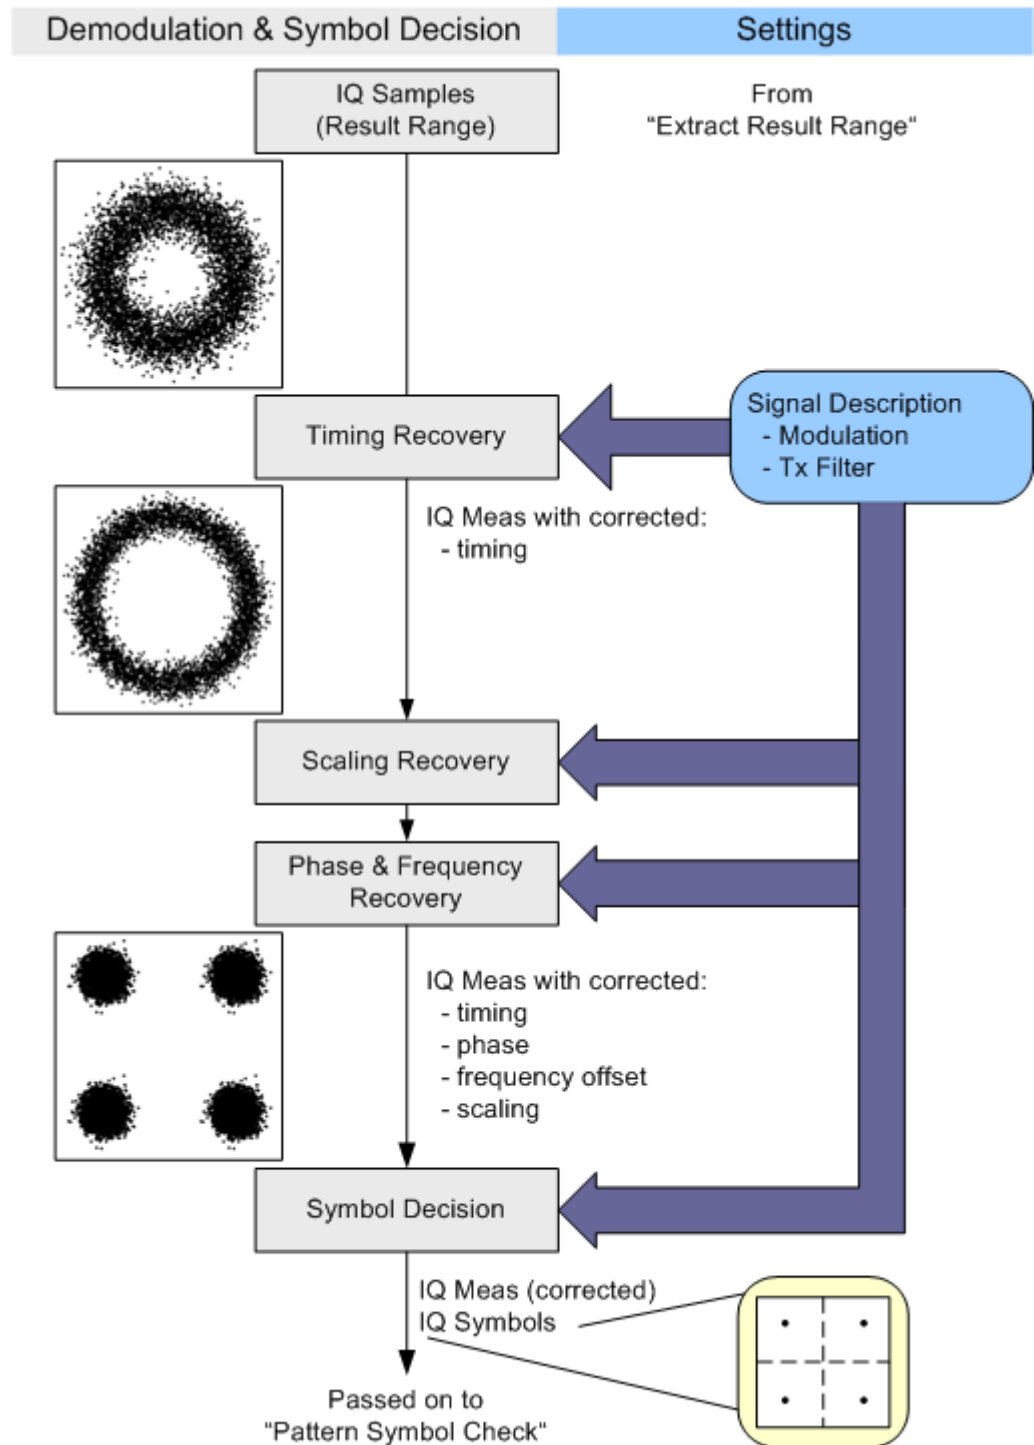 Demodulation & Symbol Decision
Settings
IQ Samples
(Result Range)
From
“Extract Result Range“
Timing Recovery
Signal Description
- Modulation
- Tx Filter
IQ Meas with corrected:
- timing
Scaling Recovery
Phase & Frequency
Recovery
IQ Meas with corrected:
- timing
- phase
- frequency offset
- scaling
Symbol Decision
IQ Meas (corrected)
IQ Symbols
Passed on to
“Pattern Symbol Check“